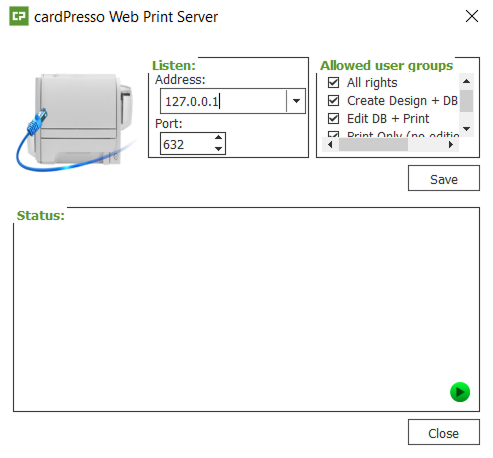 cardPresso Web Print Server
Listen:
Address:
127.0.0.1
Port:
632
Allowed user groups
All rights
Create Design + DB
Edit DB + Print
Print Only (no editio
Save
Status:
Close